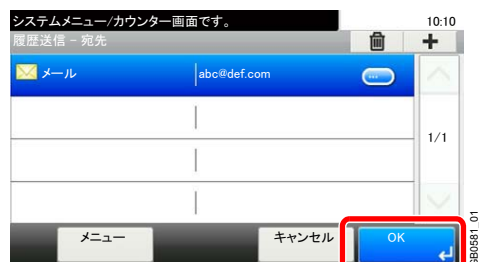 システムメニュー/カウンター画面です。
10:10
履歴送信 - 宛先
メール
abc@def.com
1/1
メニュー
キャンセル
OK
GB0581_01